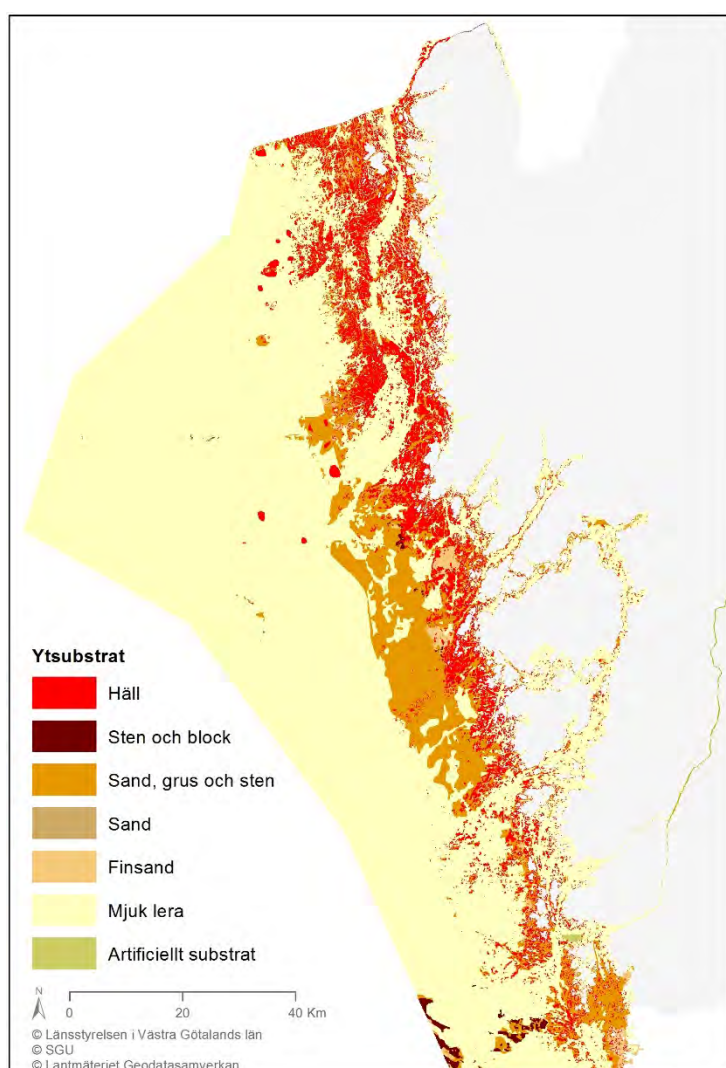 Ytsubstrat
Häll
Sten och block
Sand, grus och sten
Sand
Finsand
Mjuk lera
Artificiellt substrat
N
0 20 40 Km
© Länsstyrelsen i Västra Götalands län
© SGU
© Lantmäteriet Geodatasamverkan